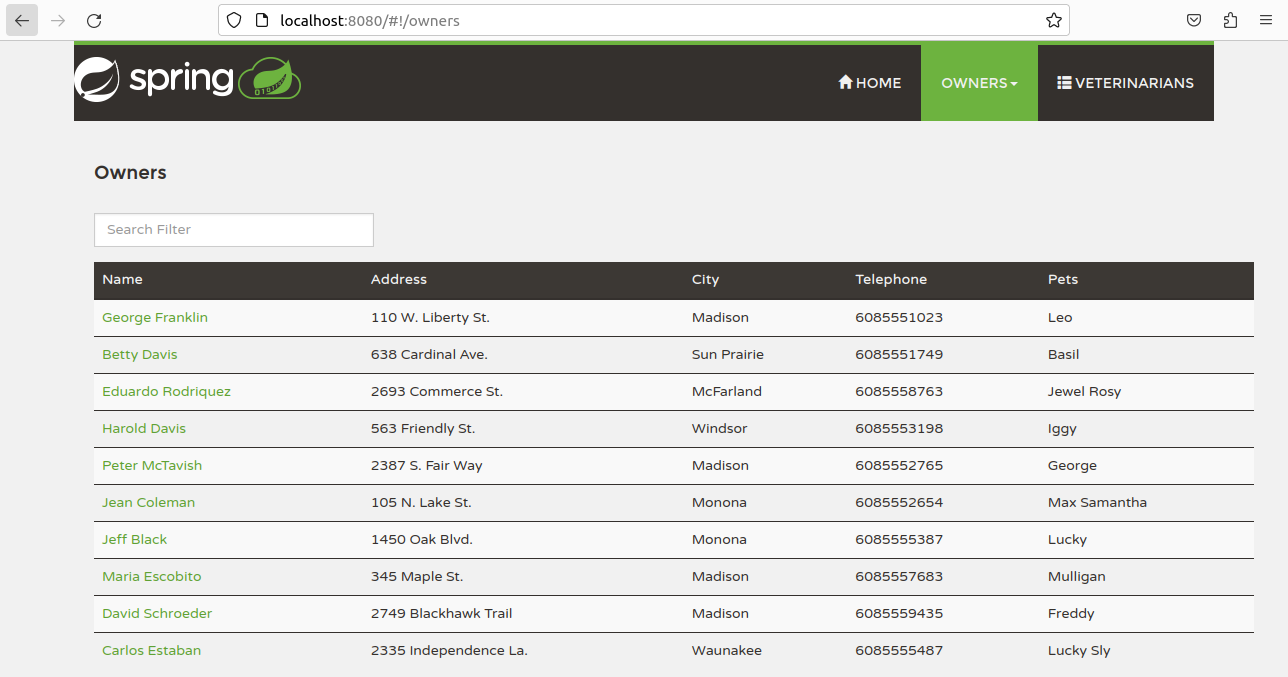 localhost:8080/#!/owners
spring HOME OWNERS VETERINARIANS
Owners
Search Filter
Name Address City Telephone Pets
George Franklin 110 W. Liberty St. Madison 6085551023 Leo
Betty Davis 638 Cardinal Ave. Sun Prairie 6085551749 Basil
Eduardo Rodriquez 2693 Commerce St. McFarland 6085558763 Jewel Rosy
Harold Davis 563 Friendly St. Windsor 6085553198 Iggy
Peter McTavish 2387 S. Fair Way Madison 6085552765 George
Jean Coleman 105 N. Lake St. Monona 6085552654 Max Samantha
Jeff Black 1450 Oak Blvd. Monona 6085555387 Lucky
Maria Escobito 345 Maple St. Madison 6085557683 Mulligan
David Schroeder 2749 Blackhawk Trail Madison 6085559435 Freddy
Carlos Estaban 2335 Independence La. Waunakee 6085555487 Lucky Sly